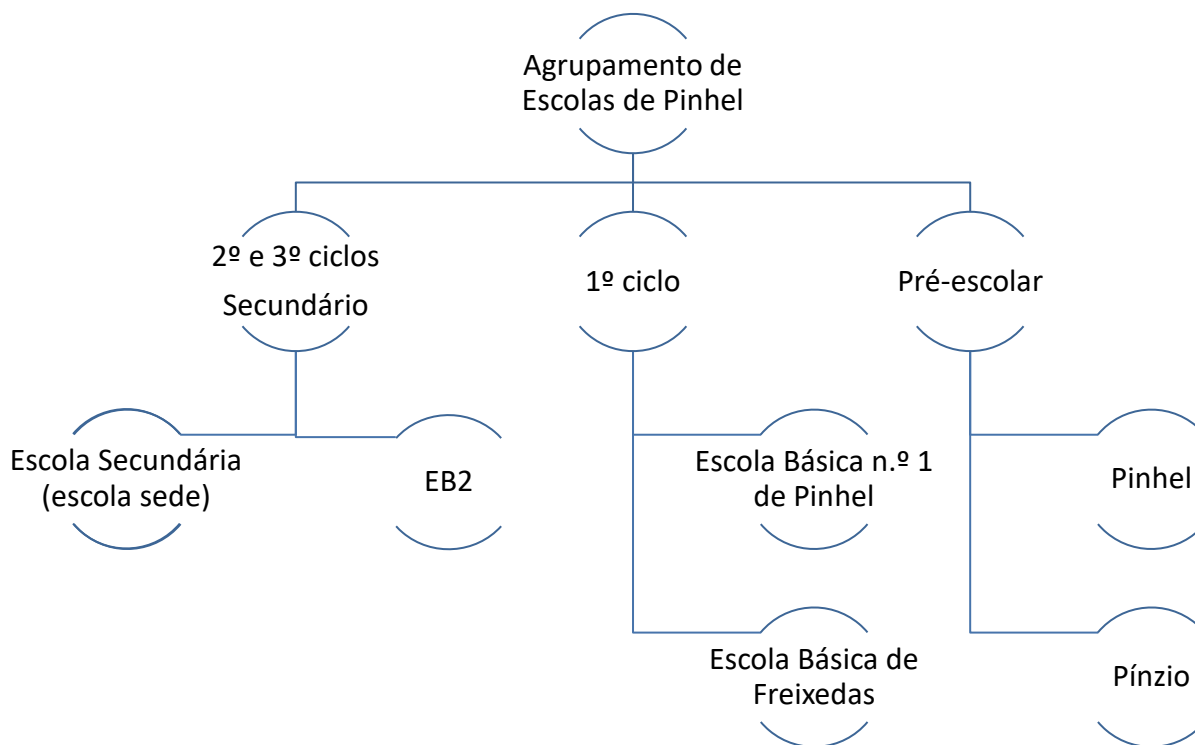 Agrupamento de
Escolas de Pinhel
2º e 3º ciclos
Secundário
1º ciclo
Pré-escolar
Escola Secundária
(escola sede)
EB2
Escola Básica n.º 1
de Pinhel
Pinhel
Escola Básica de
Freixedas
Pínzio